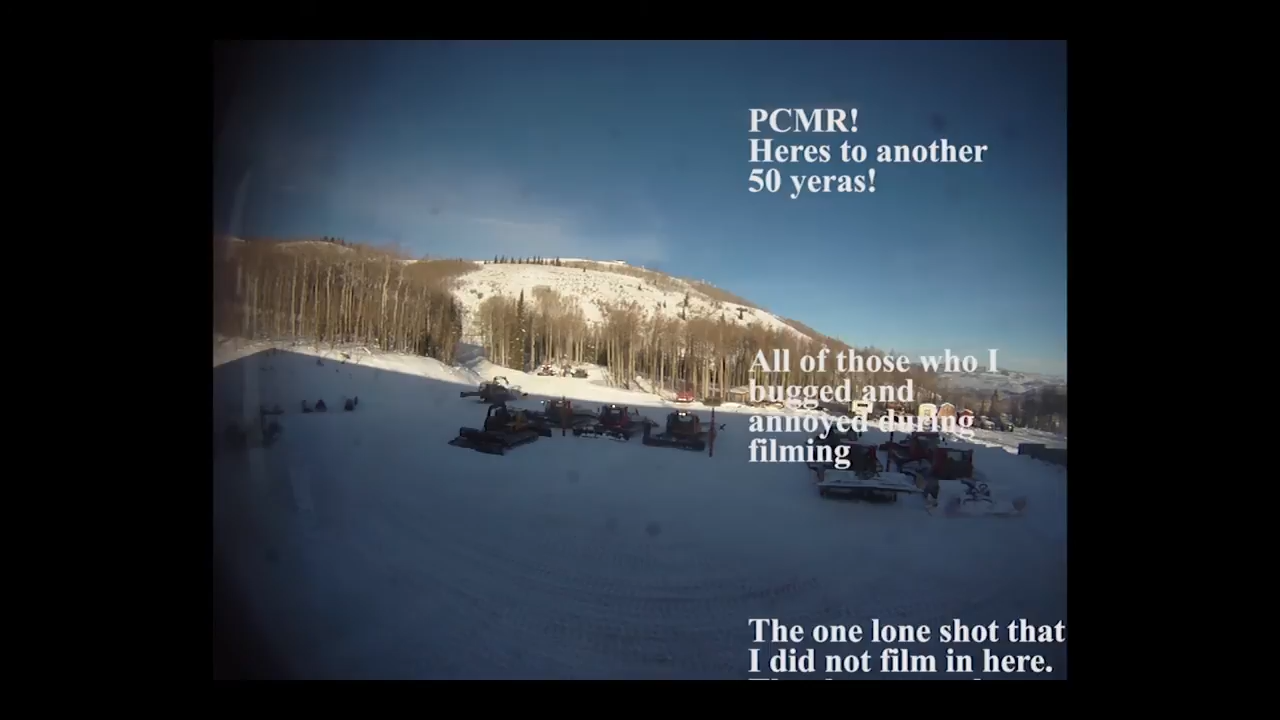 PCMR!
Heres to another
50 yeras!
All of those who I
bugged and
annoyed during
filming
The one lone shot that
I did not film in here.